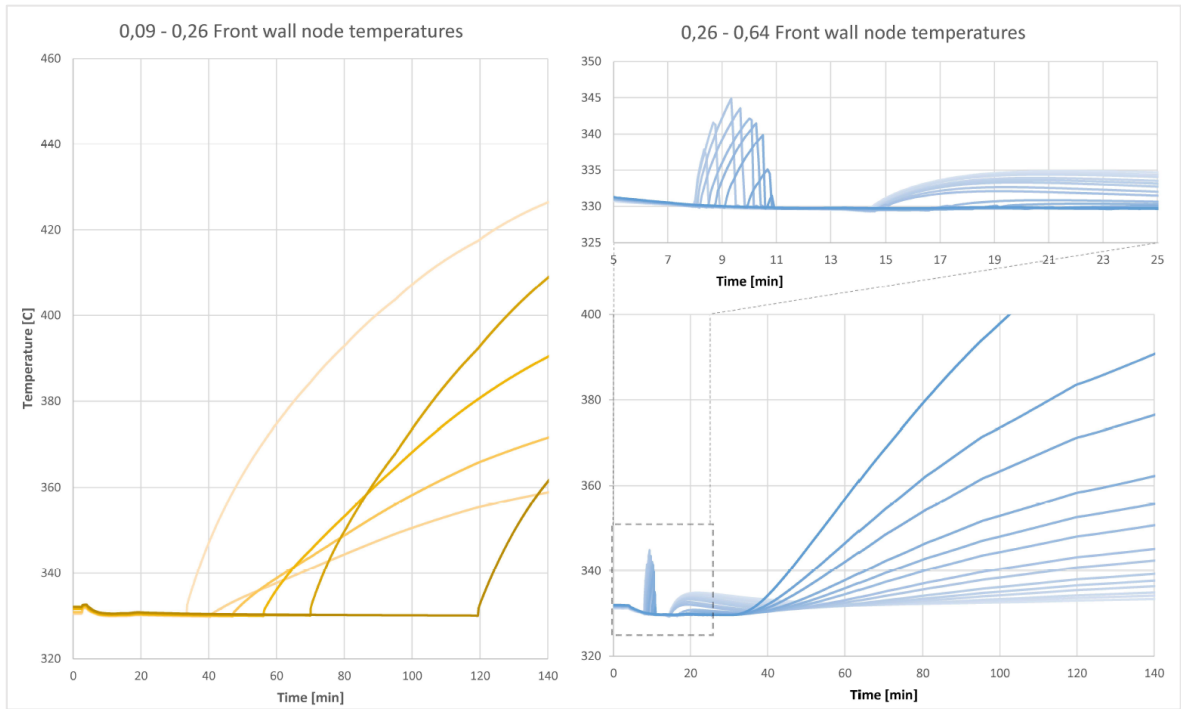 0,09 - 0,26 Front wall node temperatures
460
440
420
400
380
360
340
320
0 20 40 60 80 100 120 140
Temperature [C]
Time [min]
0,26 - 0,64 Front wall node temperatures
350
345
340
335
330
325
5 7 9 11 13 15 17 19 21 23 25
Time [min]
400
380
360
340
320
0 20 40 60 80 100 120 140
Time [min]